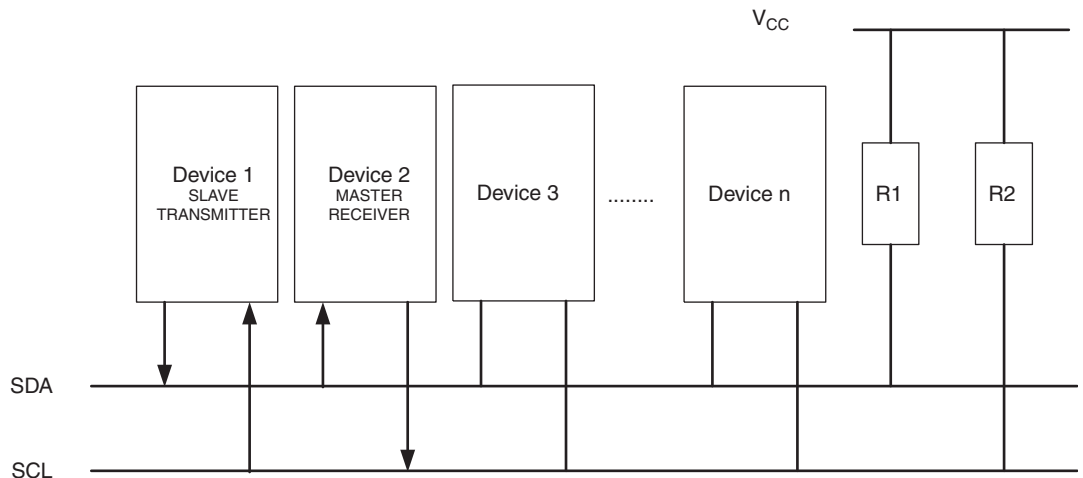 VCC
Device 1
SLAVE
TRANSMITTER
Device 2
MASTER
RECEIVER
Device 3
........
Device n
R1
R2
SDA
SCL